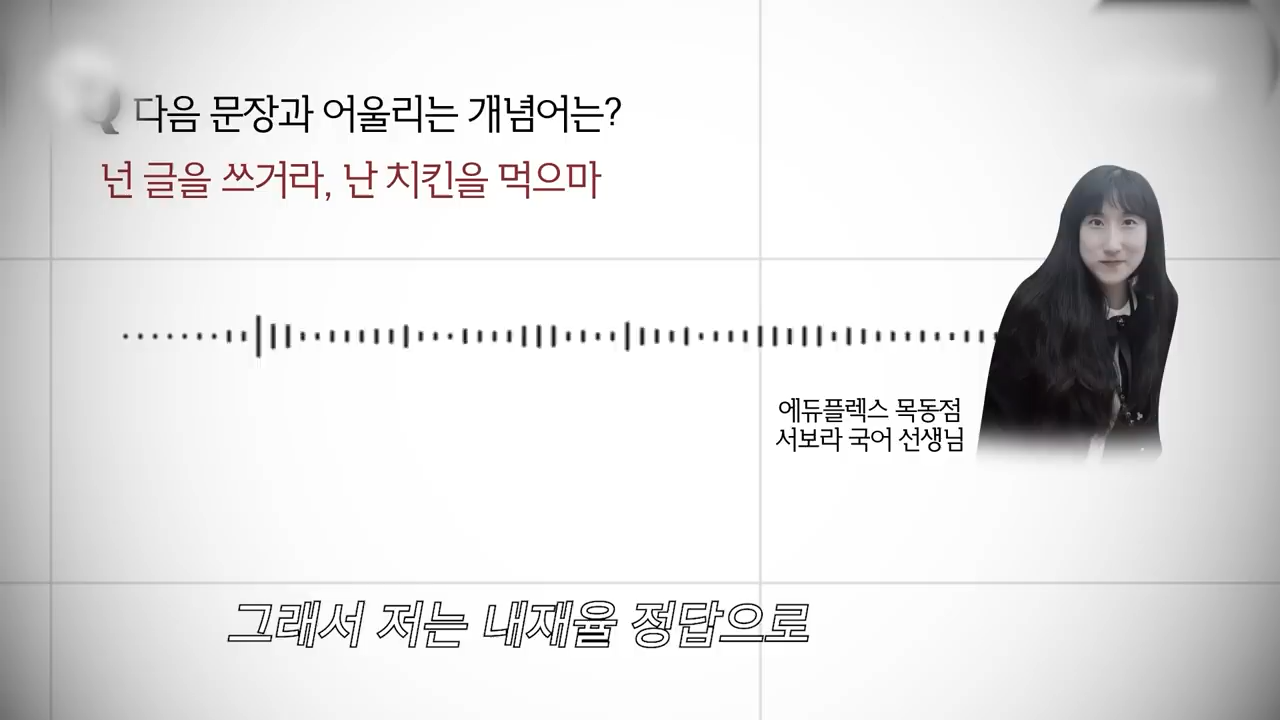 Q 다음 문장과 어울리는 개념어는?
넌 글을 쓰거라, 난 치킨을 먹으마
에듀플렉스 목동점
서보라 국어 선생님
그래서 저는 내재율 정답으로